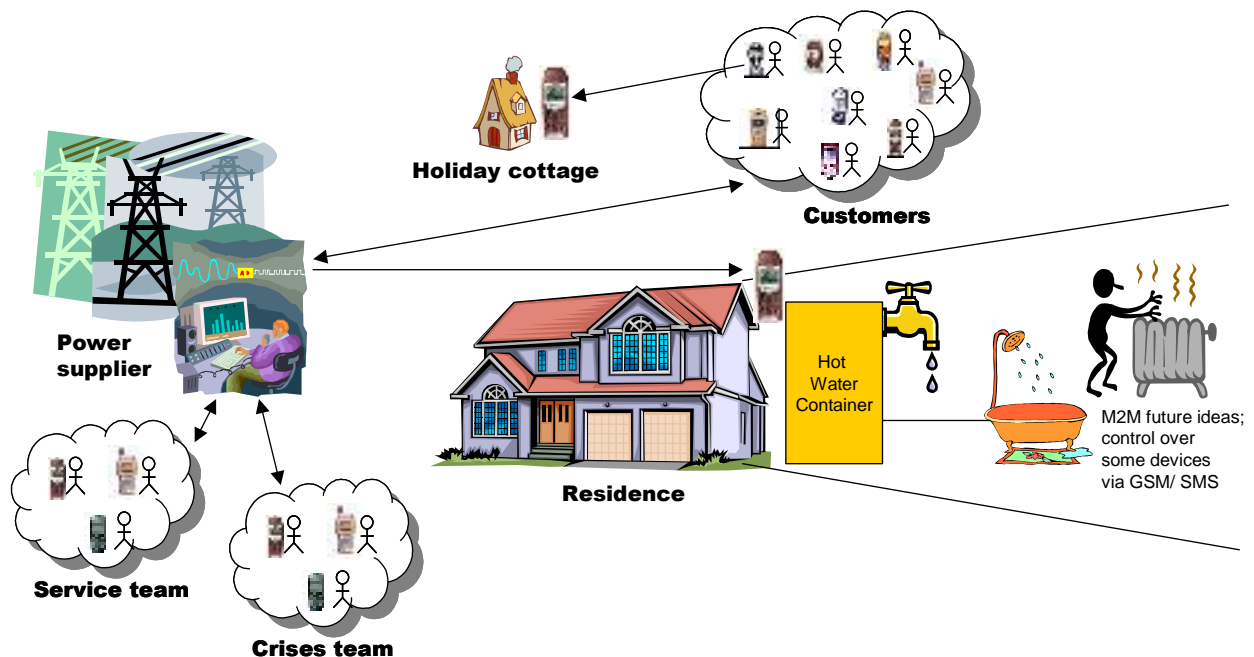 Holiday cottage
Customers
Power
supplier
Hot
Water
Container
M2M future ideas;
control over
some devices
via GSM/ SMS
Residence
Service team
Crises team